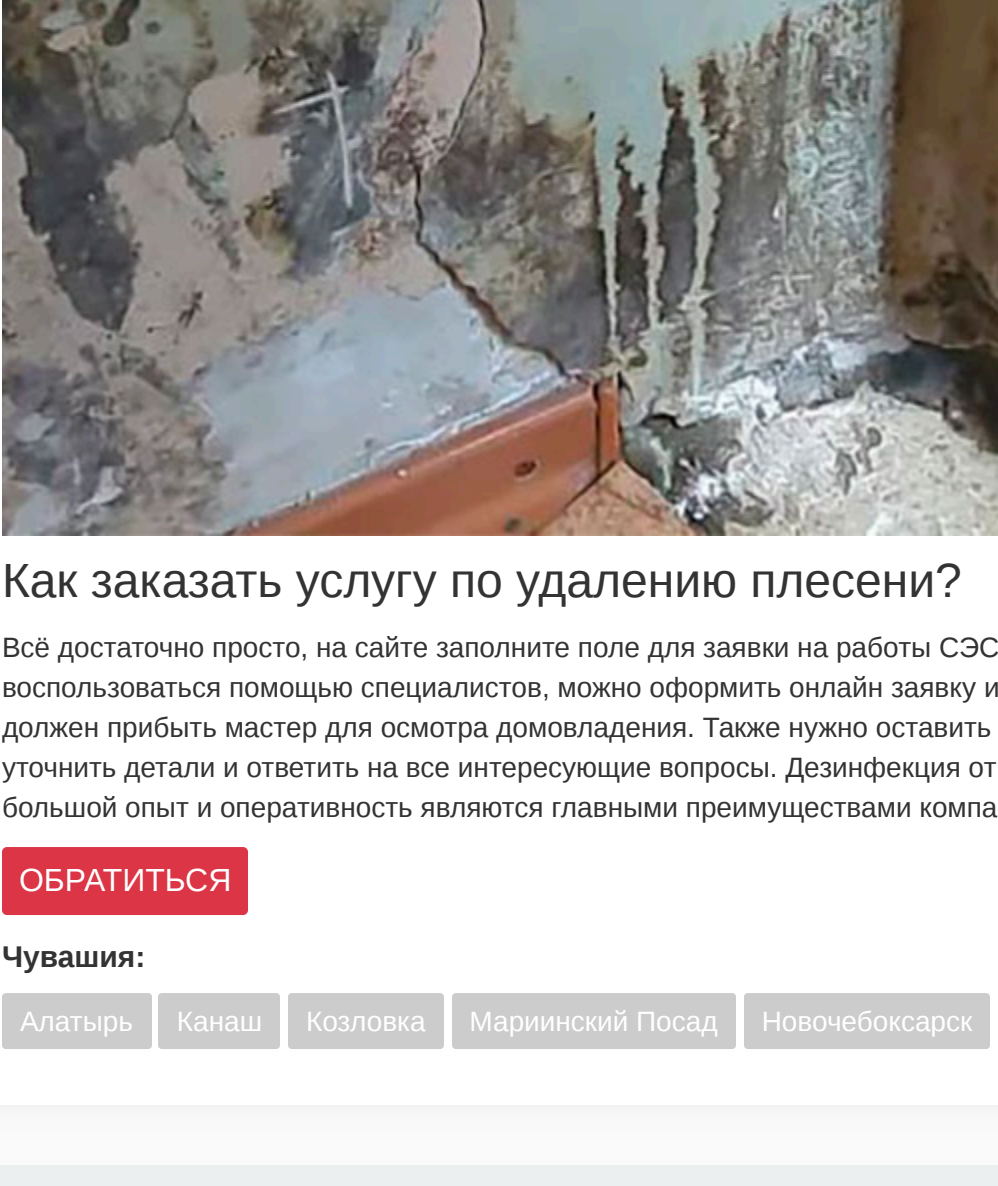 Как заказать услугу по удалению плесени?
Всё достаточно просто, на сайте заполните поле для заявки на работы СЭС
воспользоваться помощью специалистов, можно оформить онлайн заявку и
должен прибыть мастер для осмотра домовладения. Также нужно оставить
уточнить детали и ответить на все интересующие вопросы. Дезинфекция от
большой опыт и оперативность являются главными преимуществами компа
ОБРАТИТЬСЯ
Чувашия:
Алатырь Канаш Козловка Мариинский Посад Новочебоксарск